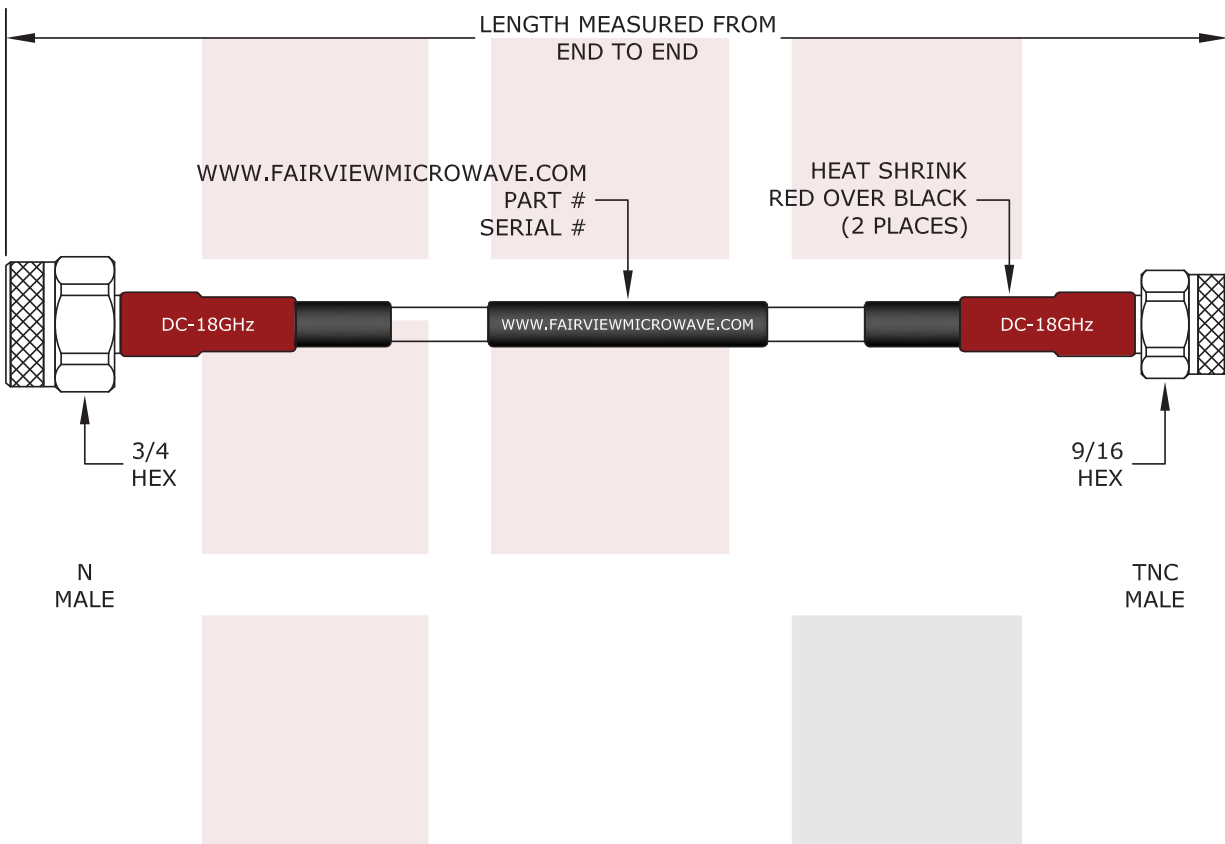 LENGTH MEASURED FROM
END TO END
WWW.FAIRVIEWMICROWAVE.COM
PART #
SERIAL #
HEAT SHRINK
RED OVER BLACK
(2 PLACES)
DC-18GHz
WWW.FAIRVIEWMICROWAVE.COM
DC-18GHz
3/4
HEX
9/16
HEX
N
MALE
TNC
MALE